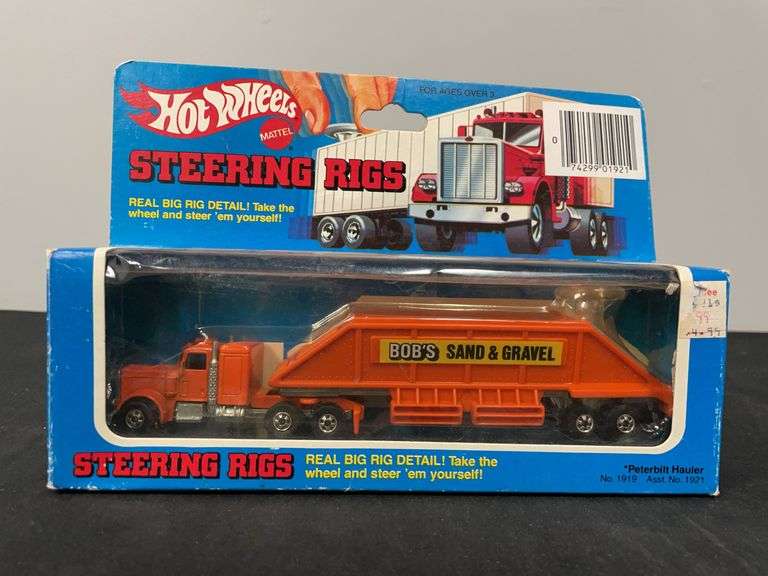 HOT WHEELS
MATTEL
FOR AGES OVER 3
STEERING RIGS
REAL BIG RIG DETAIL! Take the
wheel and steer 'em yourself!
0
74299 01921
99
BOB'S SAND & GRAVEL
STEERING RIGS
REAL BIG RIG DETAIL! Take the
wheel and steer 'em yourself!
*Peterbilt Hauler
No. 1919 Asst. No. 1921